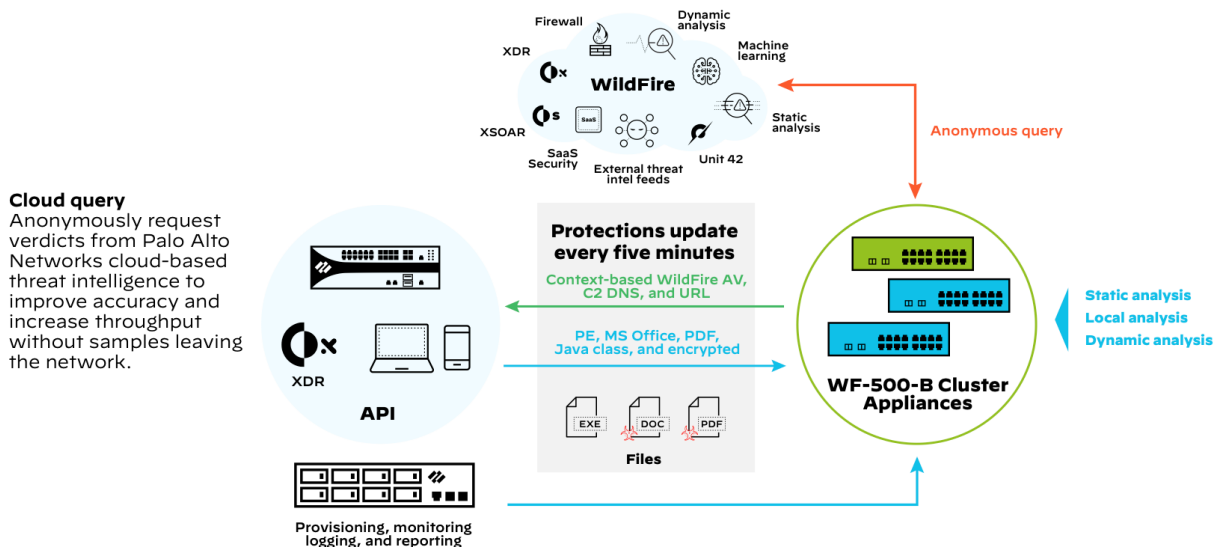 Firewall
Dynamic
analysis
XDR
Machine
learning
WildFire
XSOAR
SaaS
Static
analysis
SaaS
Security
External threat
intel feeds
Unit 42
Anonymous query
Cloud query
Anonymously request
verdicts from Palo Alto
Networks cloud-based
threat intelligence to
improve accuracy and
increase throughput
without samples leaving
the network.
XDR
API
Protections update
every five minutes
Context-based WildFire AV,
C2 DNS, and URL
PE, MS Office, PDF,
Java class, and encrypted
EXE
DOC
PDF
Files
WF-500-B Cluster
Appliances
Static analysis
Local analysis
Dynamic analysis
Provisioning, monitoring
logging, and reporting